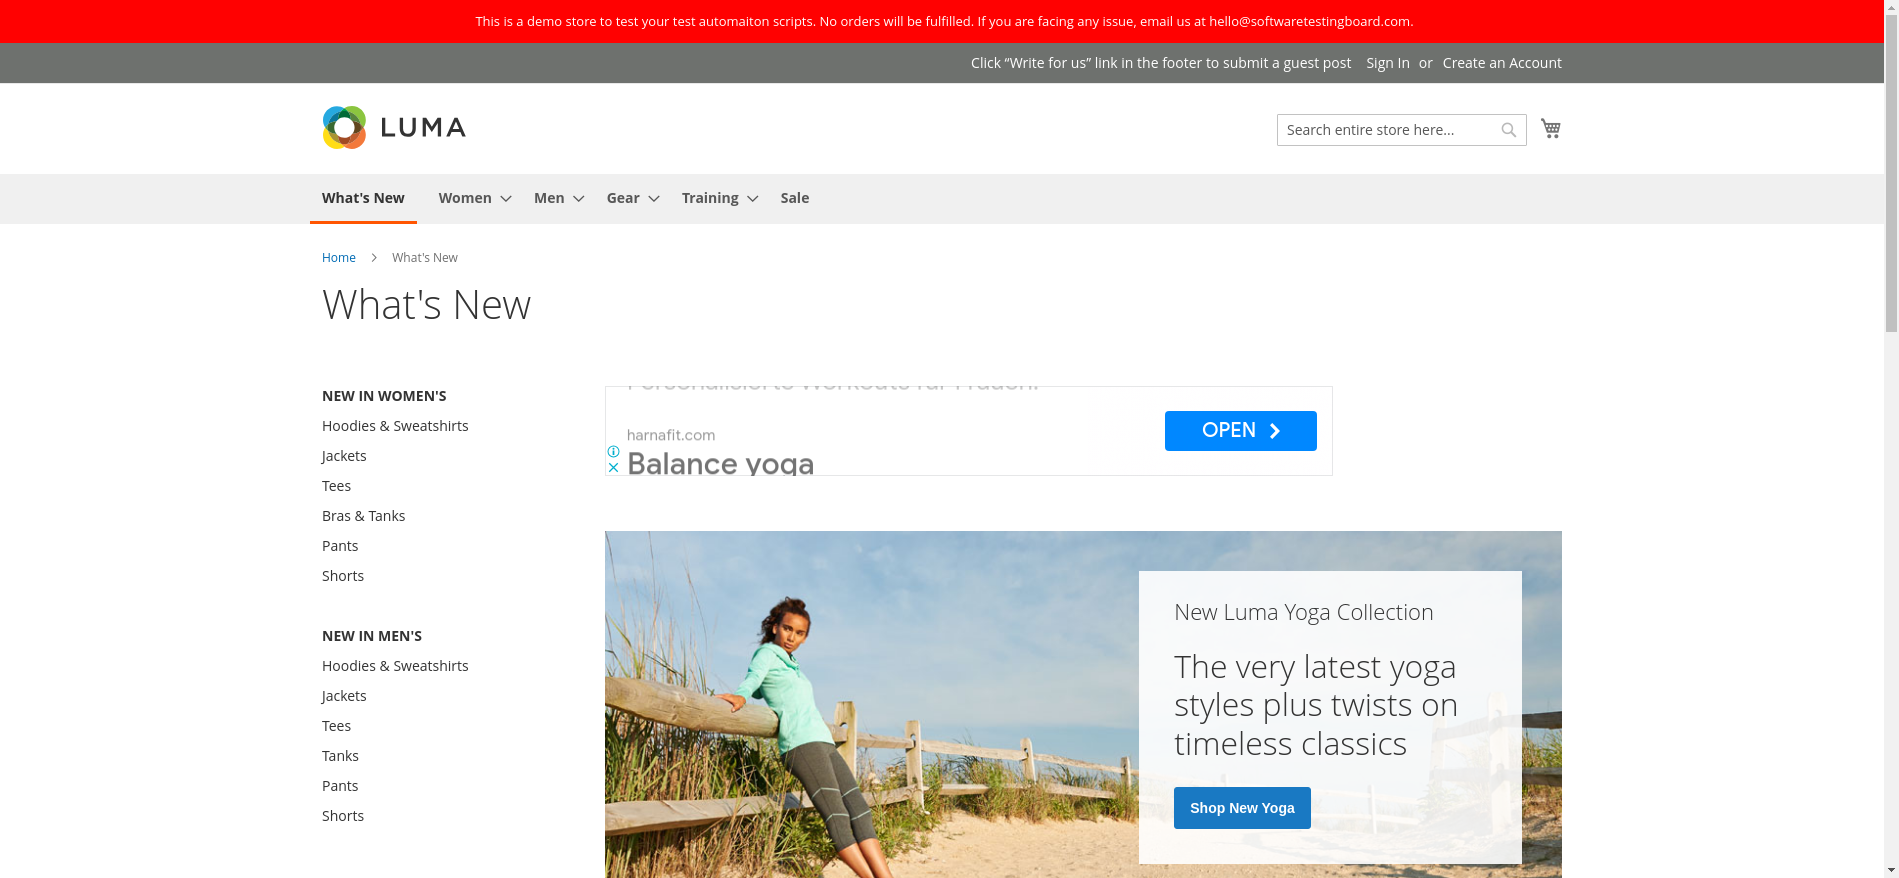 This is a demo store to test your test automaiton scripts. No orders will be fulfilled. If you are facing any issue, email us at hello@softwaretestingboard.com.
Click “Write for us” link in the footer to submit a guest post Sign In or Create an Account
LUMA
Search entire store here...
What's New Women Men Gear Training Sale
Home What's New
What's New
NEW IN WOMEN'S
Hoodies & Sweatshirts
Jackets
Tees
Bras & Tanks
Pants
Shorts
NEW IN MEN'S
Hoodies & Sweatshirts
Jackets
Tees
Tanks
Pants
Shorts
harnafit.com
Balance yoga
OPEN
New Luma Yoga Collection
The very latest yoga
styles plus twists on
timeless classics
Shop New Yoga